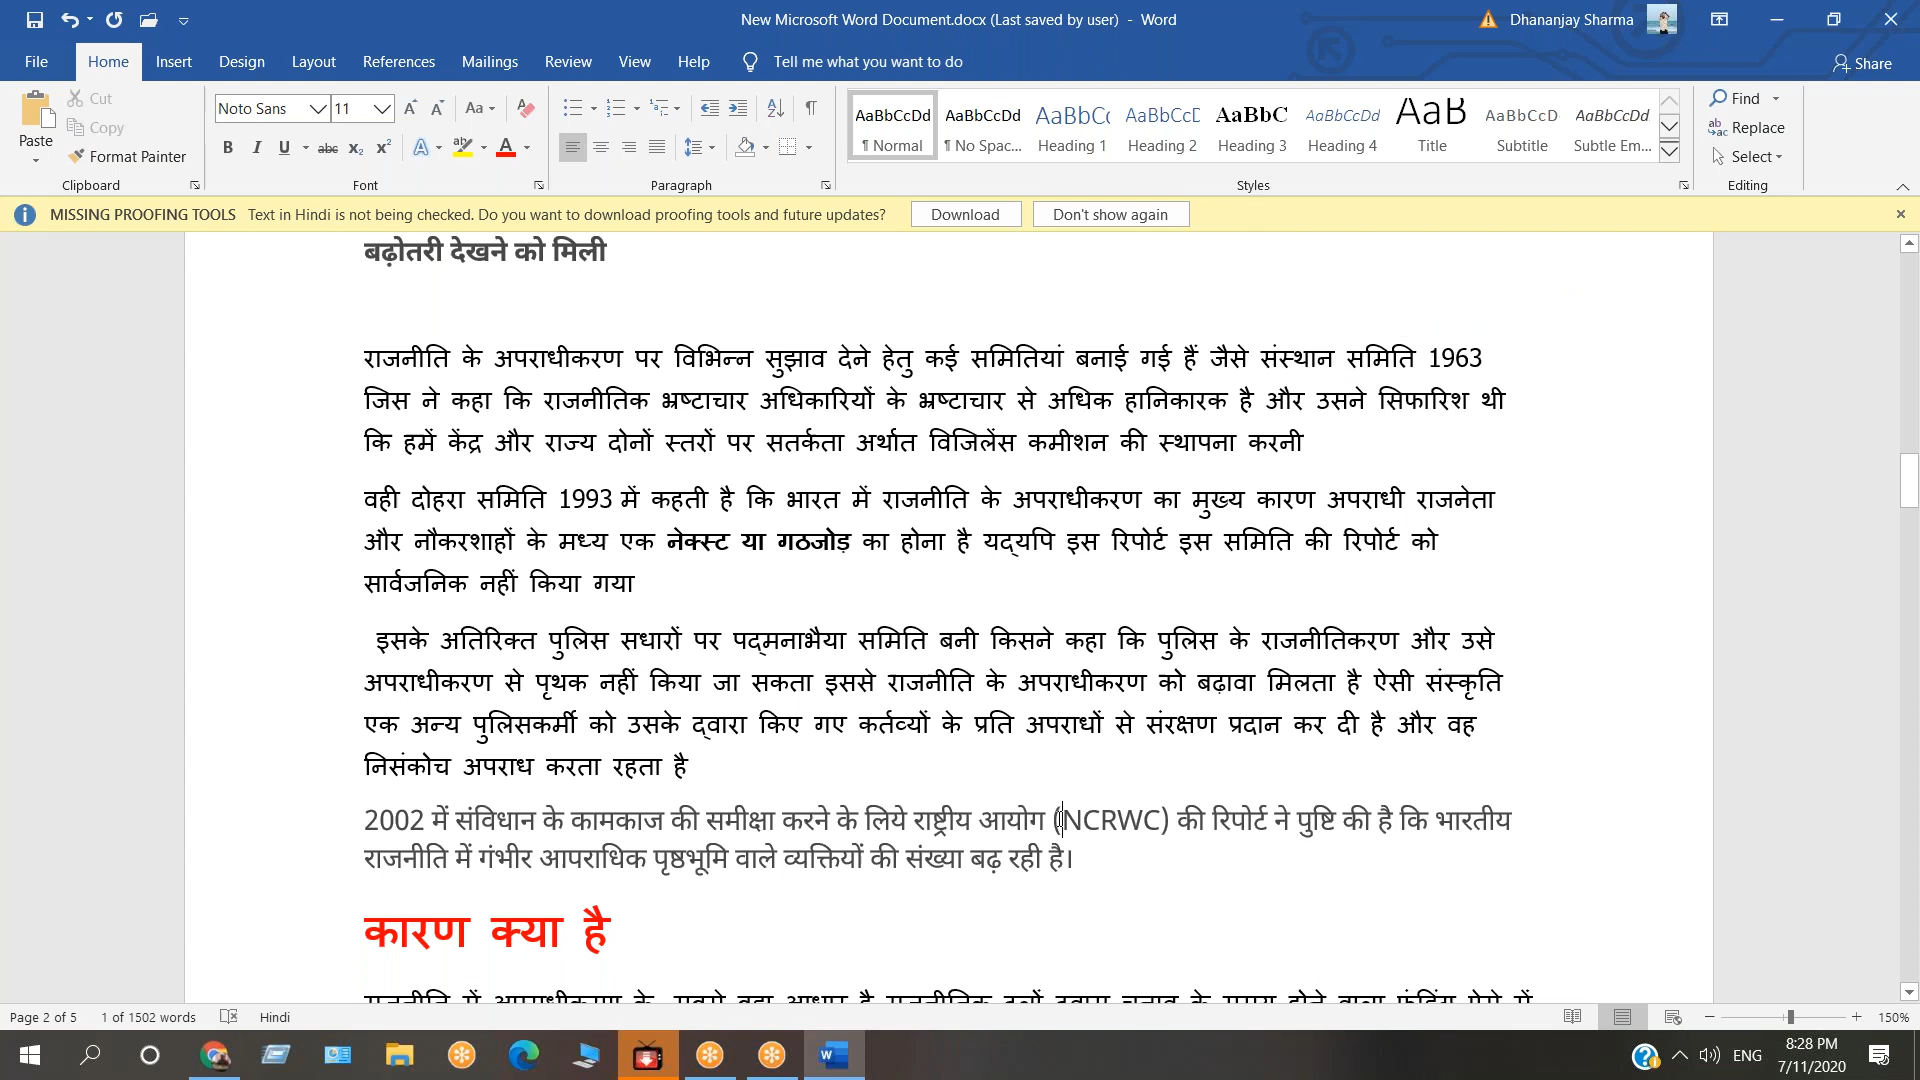 New Microsoft Word Document.docx (Last saved by user) - Word
Dhananjay Sharma
File Home Insert Design Layout References Mailings Review View Help Tell me what you want to do
Share
Paste
Cut
Copy
Format Painter
Clipboard
Noto Sans 11
Font
Paragraph
AaBbCcDd AaBbCcDd AaBbCc AaBbCcD AaBbC AaBbCcDd AaB AaBbCcD AaBbCcDd
¶ Normal ¶ No Spac... Heading 1 Heading 2 Heading 3 Heading 4 Title Subtitle Subtle Em...
Styles
Find
Replace
Select
Editing
MISSING PROOFING TOOLS Text in Hindi is not being checked. Do you want to download proofing tools and future updates? Download Don't show again
बढ़ोतरी देखने को मिली
राजनीति के अपराधीकरण पर विभिन्न सुझाव देने हेतु कई समितियां बनाई गई हैं जैसे संस्थान समिति 1963
जिस ने कहा कि राजनीतिक भ्रष्टाचार अधिकारियों के भ्रष्टाचार से अधिक हानिकारक है और उसने सिफारिश थी
कि हमें केंद्र और राज्य दोनों स्तरों पर सतर्कता अर्थात विजिलेंस कमीशन की स्थापना करनी
वही दोहरा समिति 1993 में कहती है कि भारत में राजनीति के अपराधीकरण का मुख्य कारण अपराधी राजनेता
और नौकरशाहों के मध्य एक नेक्स्ट या गठजोड़ का होना है यद्यपि इस रिपोर्ट इस समिति की रिपोर्ट को
सार्वजनिक नहीं किया गया
इसके अतिरिक्त पुलिस सधारों पर पद्मनाभैया समिति बनी किसने कहा कि पुलिस के राजनीतिकरण और उसे
अपराधीकरण से पृथक नहीं किया जा सकता इससे राजनीति के अपराधीकरण को बढ़ावा मिलता है ऐसी संस्कृति
एक अन्य पुलिसकर्मी को उसके द्वारा किए गए कर्तव्यों के प्रति अपराधों से संरक्षण प्रदान कर दी है और वह
निसंकोच अपराध करता रहता है
2002 में संविधान के कामकाज की समीक्षा करने के लिये राष्ट्रीय आयोग (NCRWC) की रिपोर्ट ने पुष्टि की है कि भारतीय
राजनीति में गंभीर आपराधिक पृष्ठभूमि वाले व्यक्तियों की संख्या बढ़ रही है।
कारण क्या है
Page 2 of 5 1 of 1502 words Hindi 150%
ENG
8:28 PM
7/11/2020